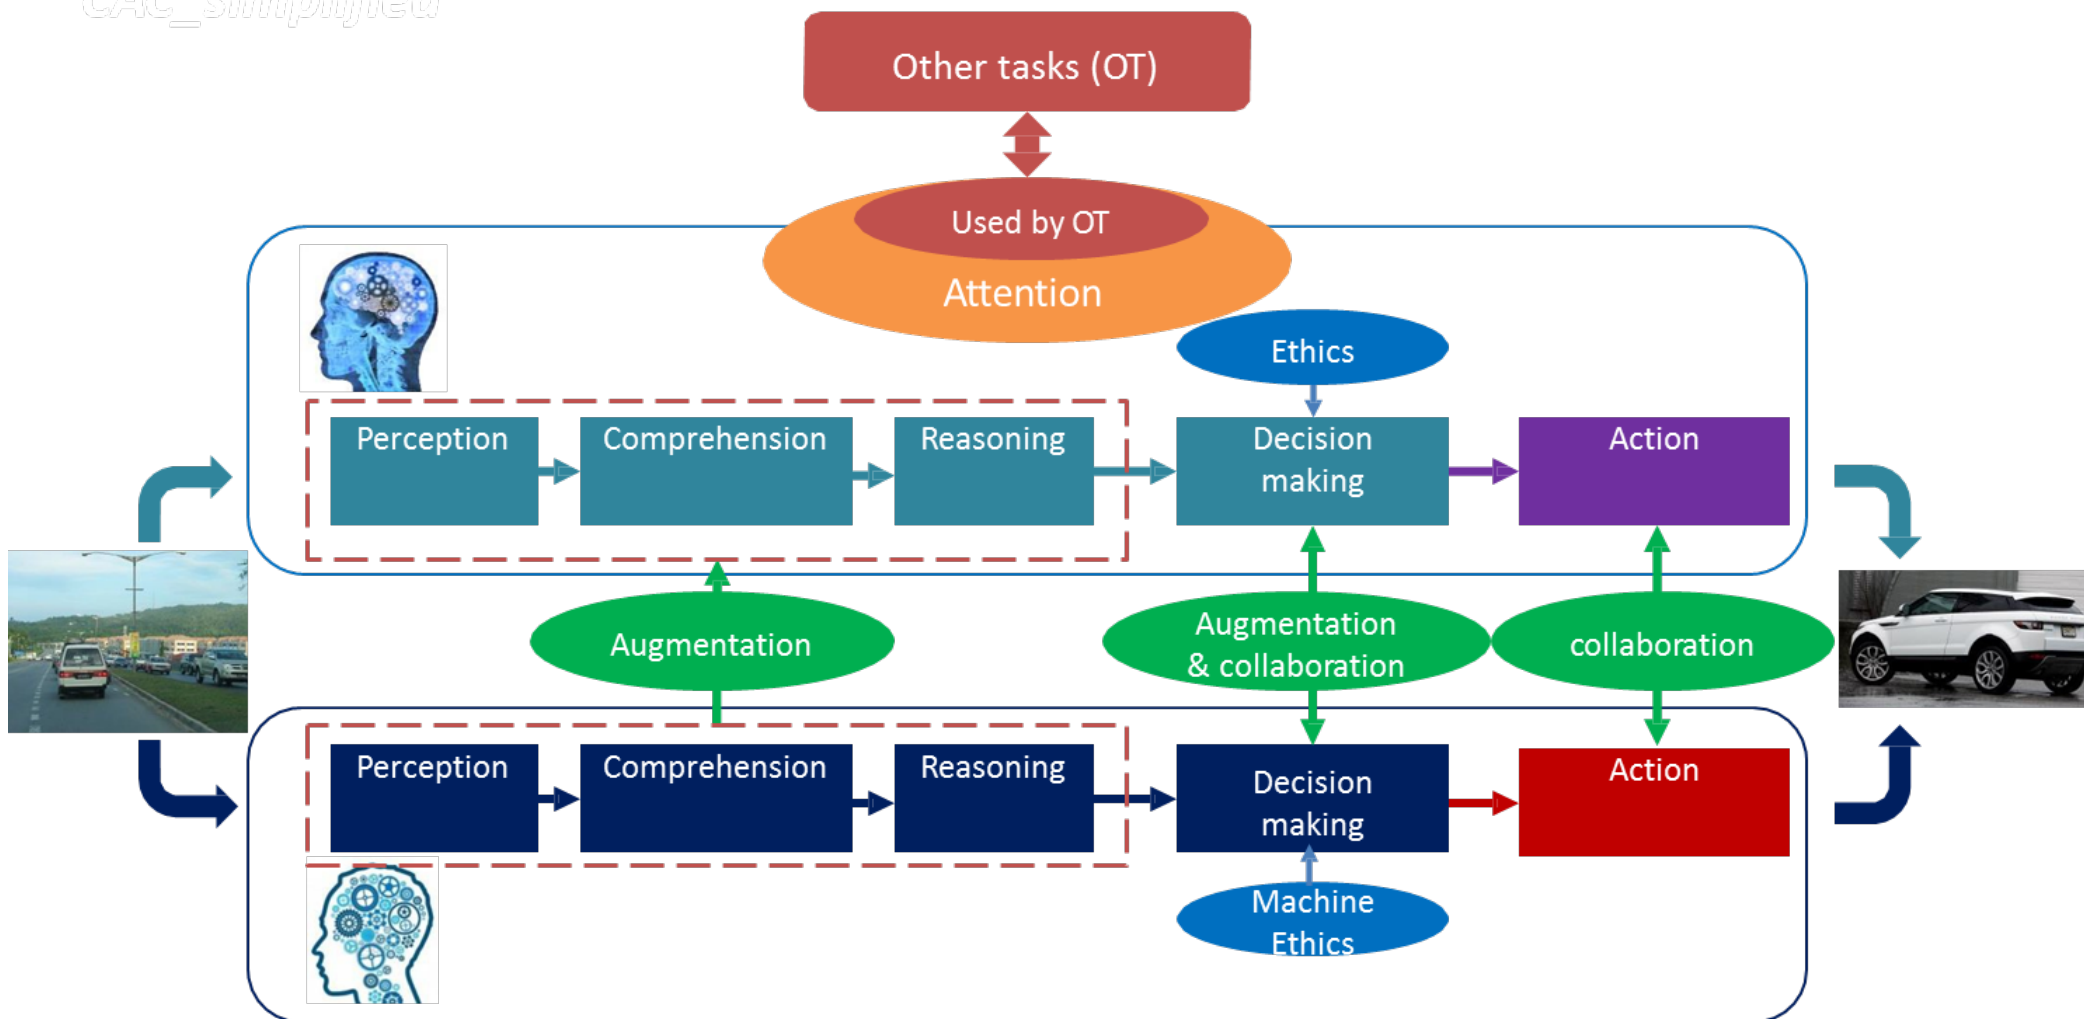 CAC_simplified
Other tasks (OT)
Used by OT
Attention
Ethics
Perception
Comprehension
Reasoning
Decision
making
Action
Augmentation
Augmentation
& collaboration
collaboration
Perception
Comprehension
Reasoning
Decision
making
Action
Machine
Ethics